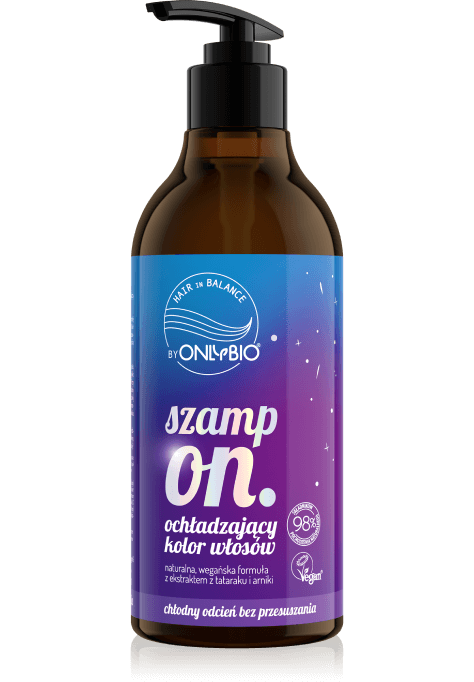 HAIR IN BALANCE
BY ONLYBIO®
szamp
on.
ochładzający
kolor włosów
naturalna, wegańska formuła
z ekstraktem z tataraku i arniki
98%
Vegan
chłodny odcień bez przesuszania